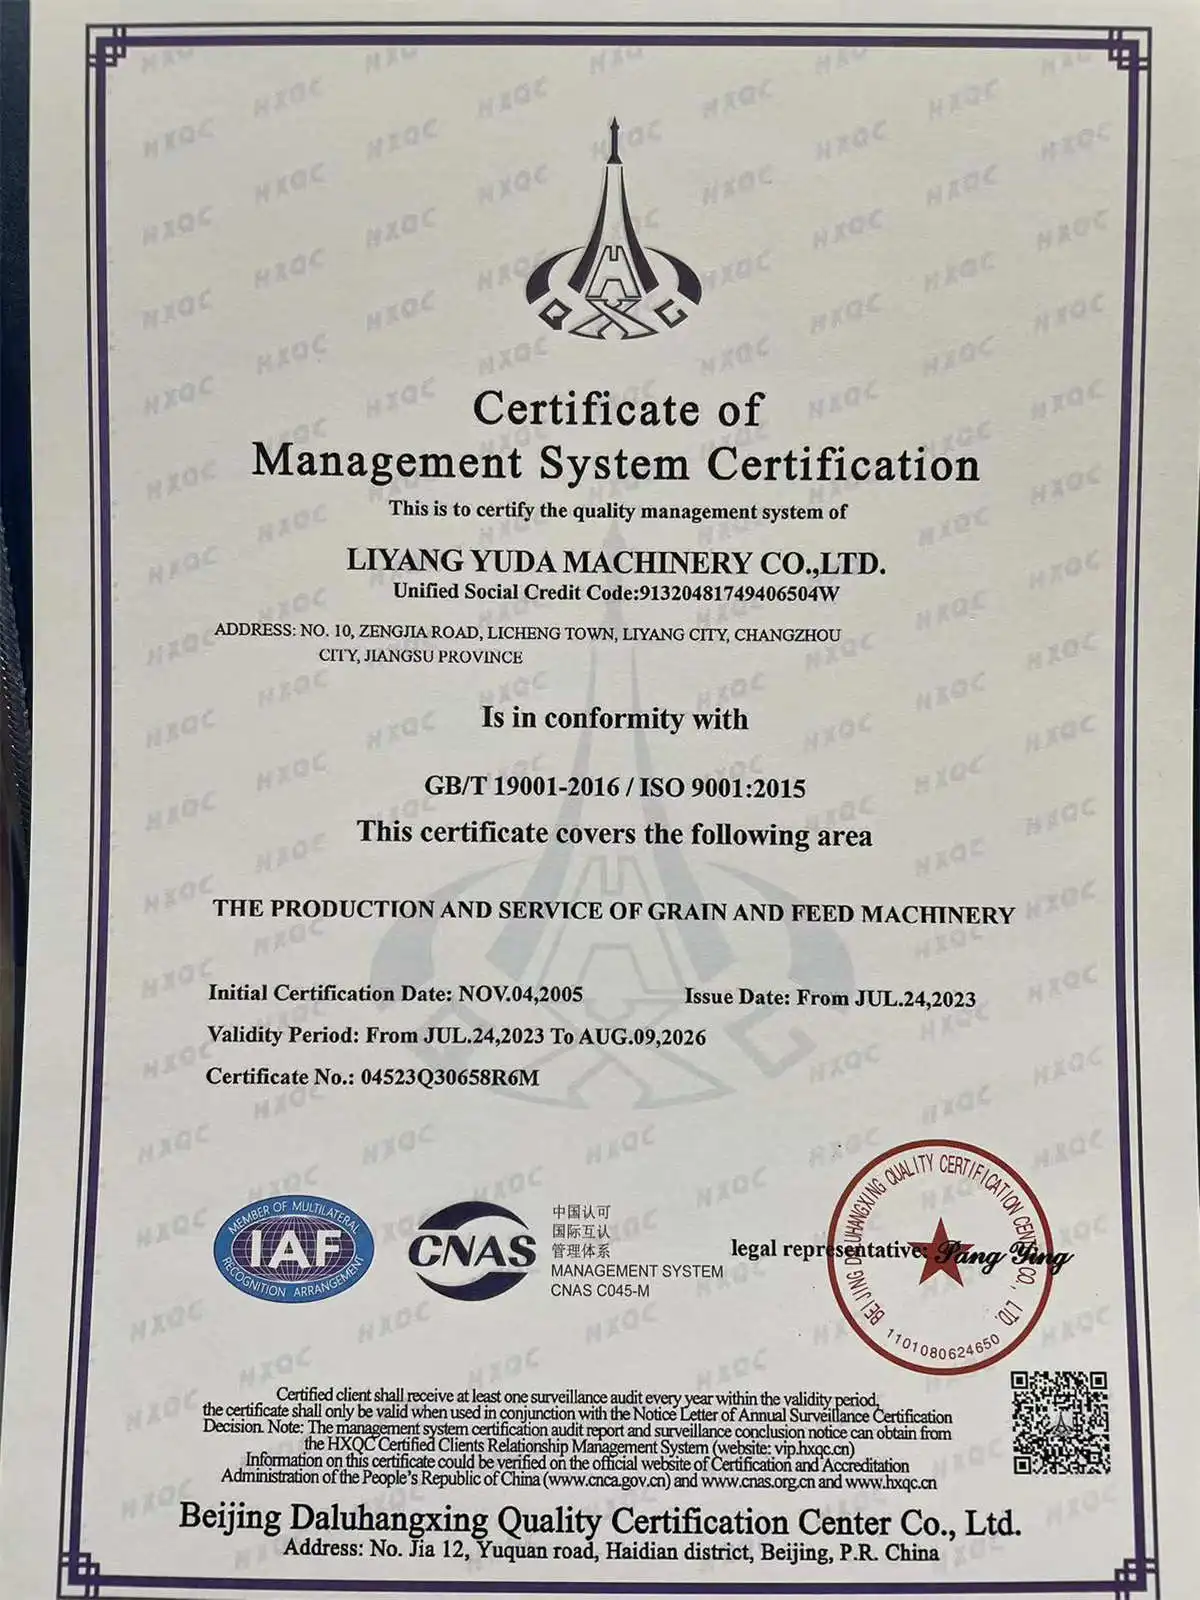 Certificate of
Management System Certification
This is to certify the quality management system of
LIYANG YUDA MACHINERY CO.,LTD.
Unified Social Credit Code:91320481749406504W
ADDRESS: NO. 10, ZENGJIA ROAD, LICHENG TOWN, LIYANG CITY, CHANGZHOU
CITY, JIANGSU PROVINCE
Is in conformity with
GB/T 19001-2016 / ISO 9001:2015
This certificate covers the following area
THE PRODUCTION AND SERVICE OF GRAIN AND FEED MACHINERY
Initial Certification Date: NOV.04,2005 Issue Date: From JUL.24,2023
Validity Period: From JUL.24,2023 To AUG.09,2026
Certificate No.: 04523Q30658R6M
MEMBER OF MULTILATERAL
IAF
RECOGNITION ARRANGEMENT
CNAS
中国认可
国际互认
管理体系
MANAGEMENT SYSTEM
CNAS C045-M
legal representative: Pang Ying
BEIJING DALUHANGXING QUALITY CERTIFICATION CENTER CO., LTD.
1101080624650
Certified client shall receive at least one surveillance audit every year within the validity period,
the certificate shall only be valid when used in conjunction with the Notice Letter of Annual Surveillance Certification
Decision. Note: The management system certification audit report and surveillance conclusion notice can obtain from
the HXQC Certified Clients Relationship Management System (website: vip.hxqc.cn)
Information on this certificate could be verified on the official website of Certification and Accreditation
Administration of the People's Republic of China (www.cnca.gov.cn) and www.cnas.org.cn and www.hxqc.cn
Beijing Daluhangxing Quality Certification Center Co., Ltd.
Address: No. Jia 12, Yuquan road, Haidian district, Beijing, P.R. China